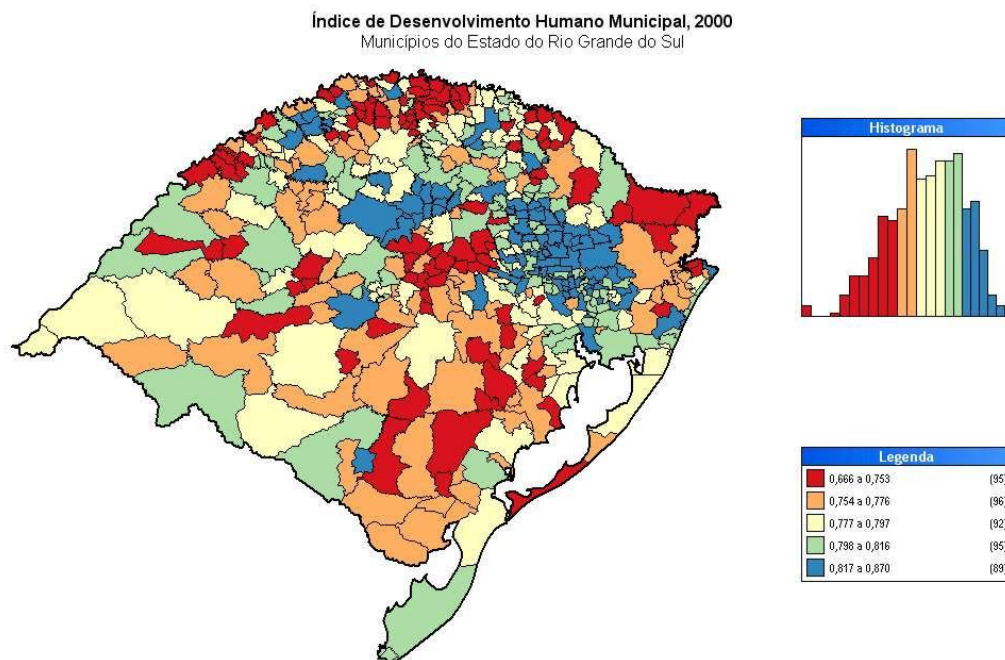 Índice de Desenvolvimento Humano Municipal, 2000
Municípios do Estado do Rio Grande do Sul
Histograma
Legenda
0,666 a 0,753 (95)
0,754 a 0,776 (96)
0,777 a 0,797 (92)
0,798 a 0,816 (95)
0,817 a 0,870 (89)